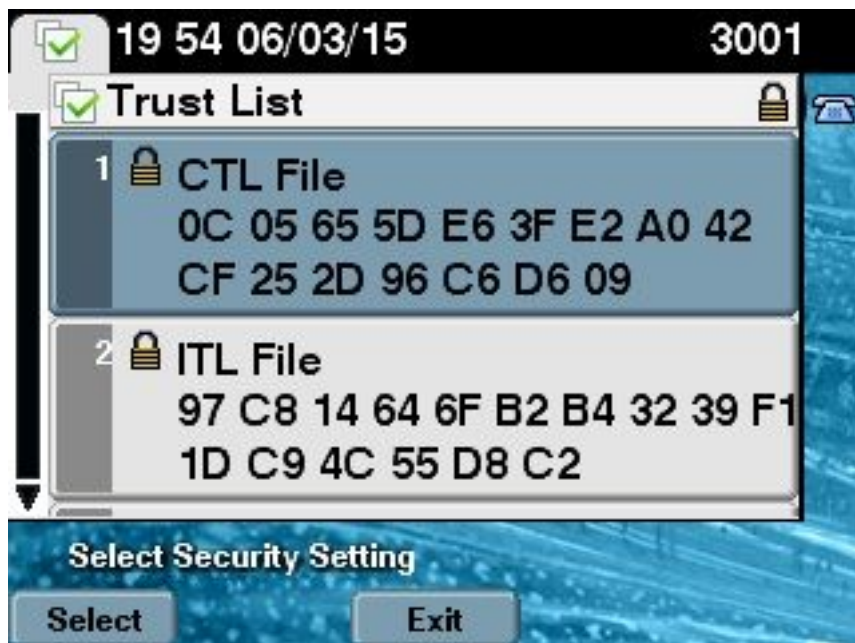 19 54 06/03/15 3001
Trust List
1 CTL File
0C 05 65 5D E6 3F E2 A0 42
CF 25 2D 96 C6 D6 09
2 ITL File
97 C8 14 64 6F B2 B4 32 39 F1
1D C9 4C 55 D8 C2
Select Security Setting
Select Exit